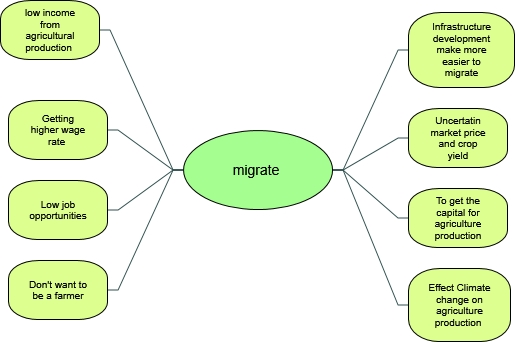 low income
from
agricultural
production
Getting
higher wage
rate
Low job
opportunities
Don't want to
be a farmer
migrate
Infrastructure
development
make more
easier to
migrate
Uncertatin
market price
and crop
yield
To get the
capital for
agriculture
production
Effect Climate
change on
agriculture
production